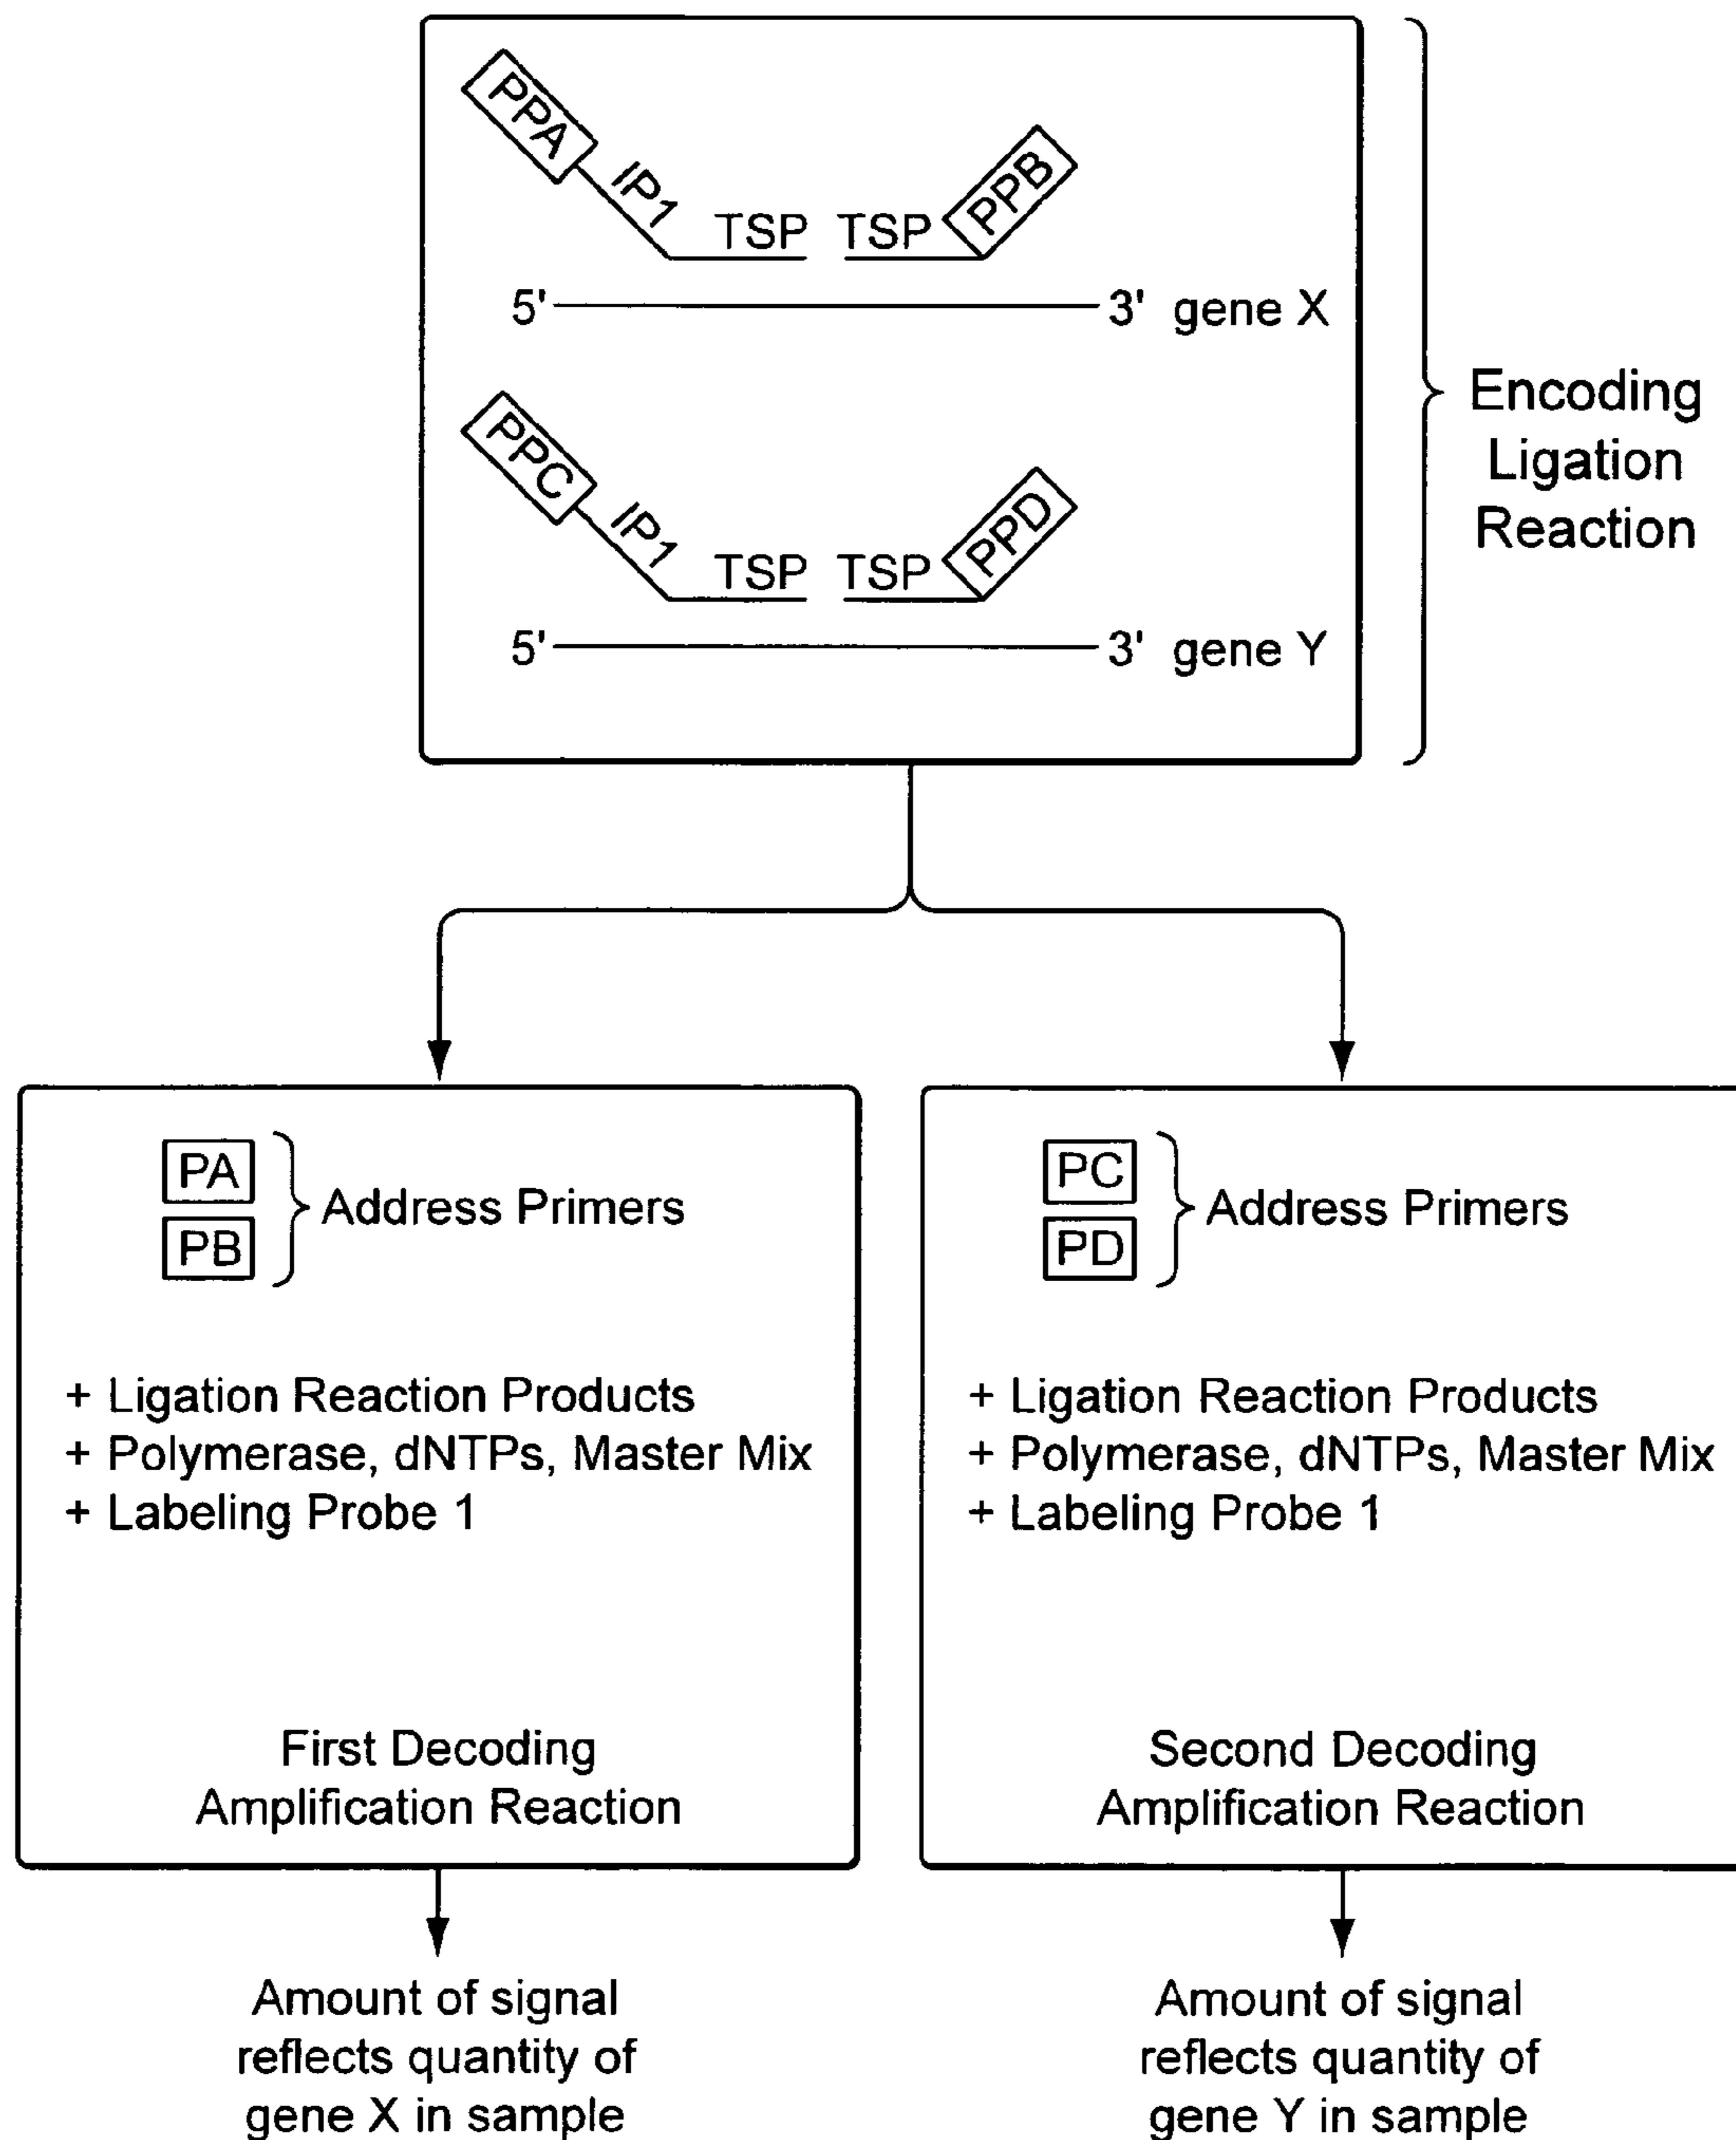 PPA
IP1
TSP TSP
PPB
5' 3' gene X
PPC
IP1
TSP TSP
PPD
5' 3' gene Y
Encoding
Ligation
Reaction
PA
PB
Address Primers
+ Ligation Reaction Products
+ Polymerase, dNTPs, Master Mix
+ Labeling Probe 1
First Decoding
Amplification Reaction
PC
PD
Address Primers
+ Ligation Reaction Products
+ Polymerase, dNTPs, Master Mix
+ Labeling Probe 1
Second Decoding
Amplification Reaction
Amount of signal
reflects quantity of
gene X in sample
Amount of signal
reflects quantity of
gene Y in sample